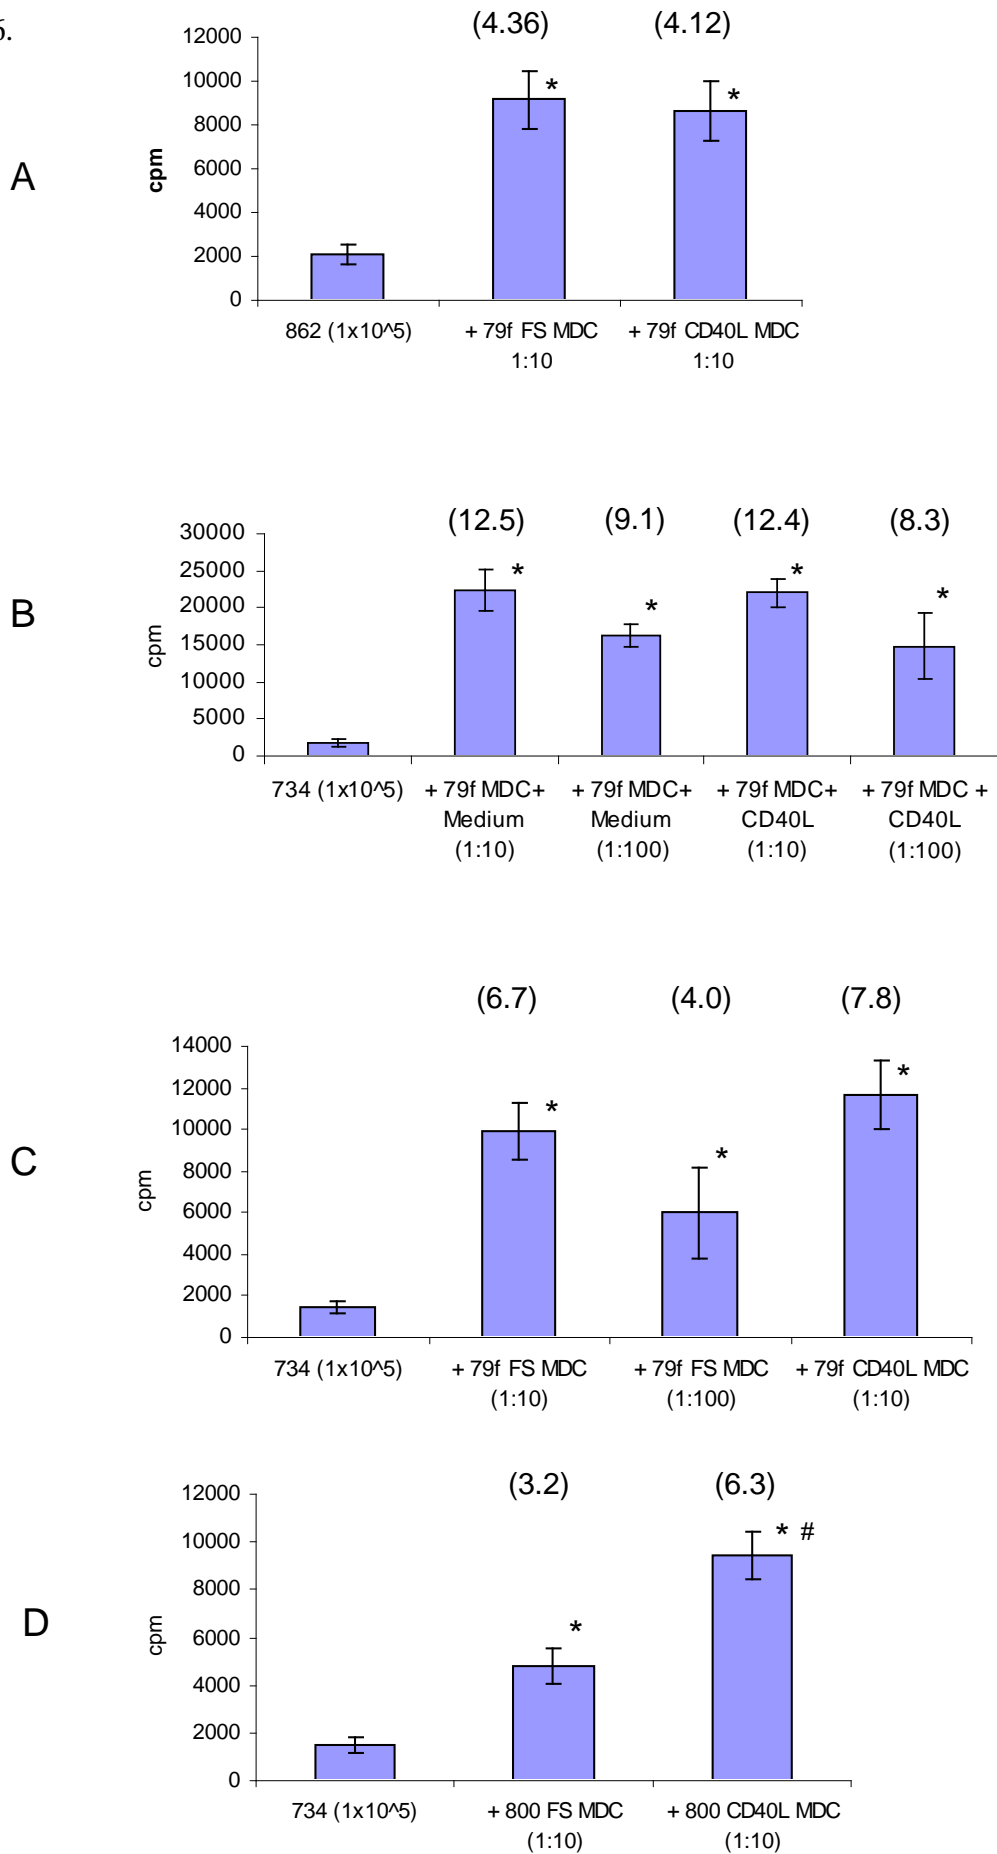 6.
(4.36) (4.12)
12000
10000
8000
6000
4000
2000
0
cpm
A
* *
862 (1x10^5) + 79f FS MDC + 79f CD40L MDC
1:10 1:10
(12.5) (9.1) (12.4) (8.3)
30000
25000
20000
15000
10000
5000
0
cpm
B
* * * *
734 (1x10^5) + 79f MDC+ + 79f MDC+ + 79f MDC+ + 79f MDC +
Medium Medium CD40L CD40L
(1:10) (1:100) (1:10) (1:100)
(6.7) (4.0) (7.8)
14000
12000
10000
8000
6000
4000
2000
0
cpm
C
* * *
734 (1x10^5) + 79f FS MDC + 79f FS MDC + 79f CD40L MDC
(1:10) (1:100) (1:10)
(3.2) (6.3)
12000
10000
8000
6000
4000
2000
0
cpm
D
* * #
734 (1x10^5) + 800 FS MDC + 800 CD40L MDC
(1:10) (1:10)